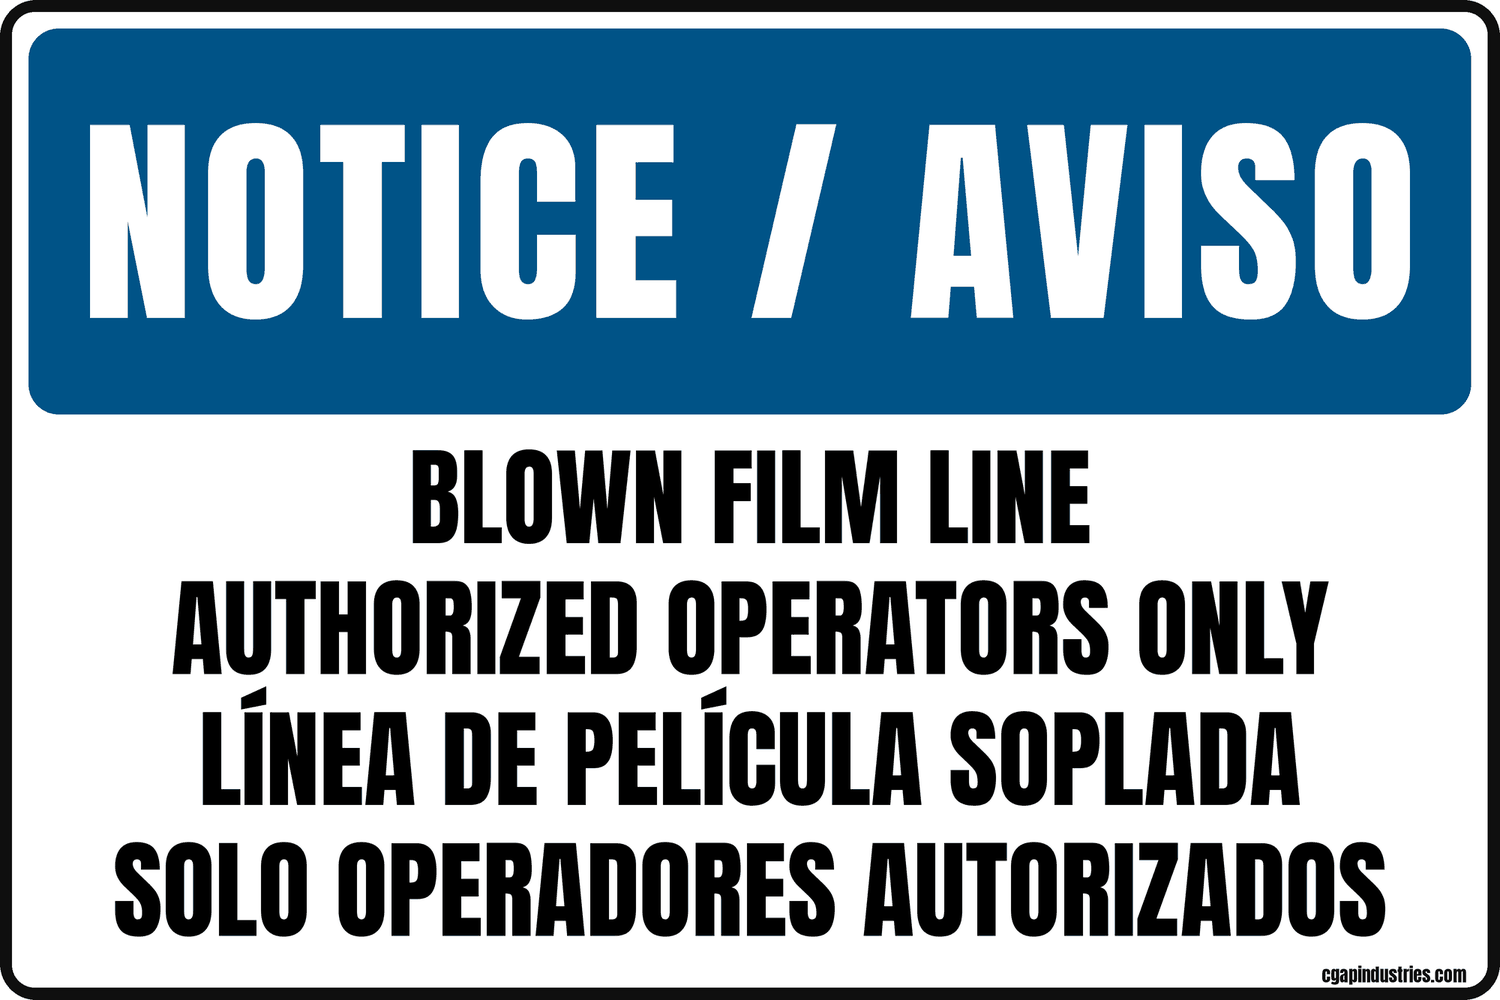 NOTICE / AVISO
BLOWN FILM LINE
AUTHORIZED OPERATORS ONLY
LÍNEA DE PELÍCULA SOPLADA
SOLO OPERADORES AUTORIZADOS
cgapindustries.com